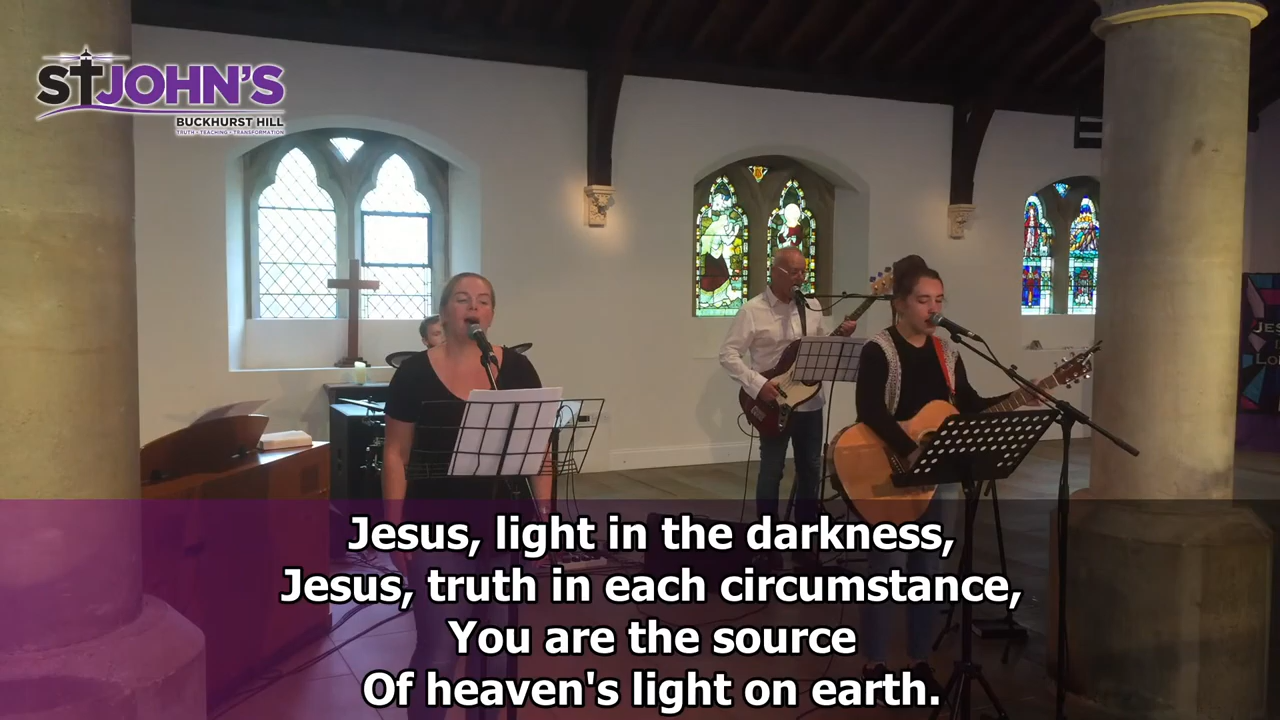 ST JOHN'S
BUCKHURST HILL
TRUTH • TEACHING • TRANSFORMATION
JESUS
Jesus, light in the darkness,
Jesus, truth in each circumstance,
You are the source
Of heaven's light on earth.